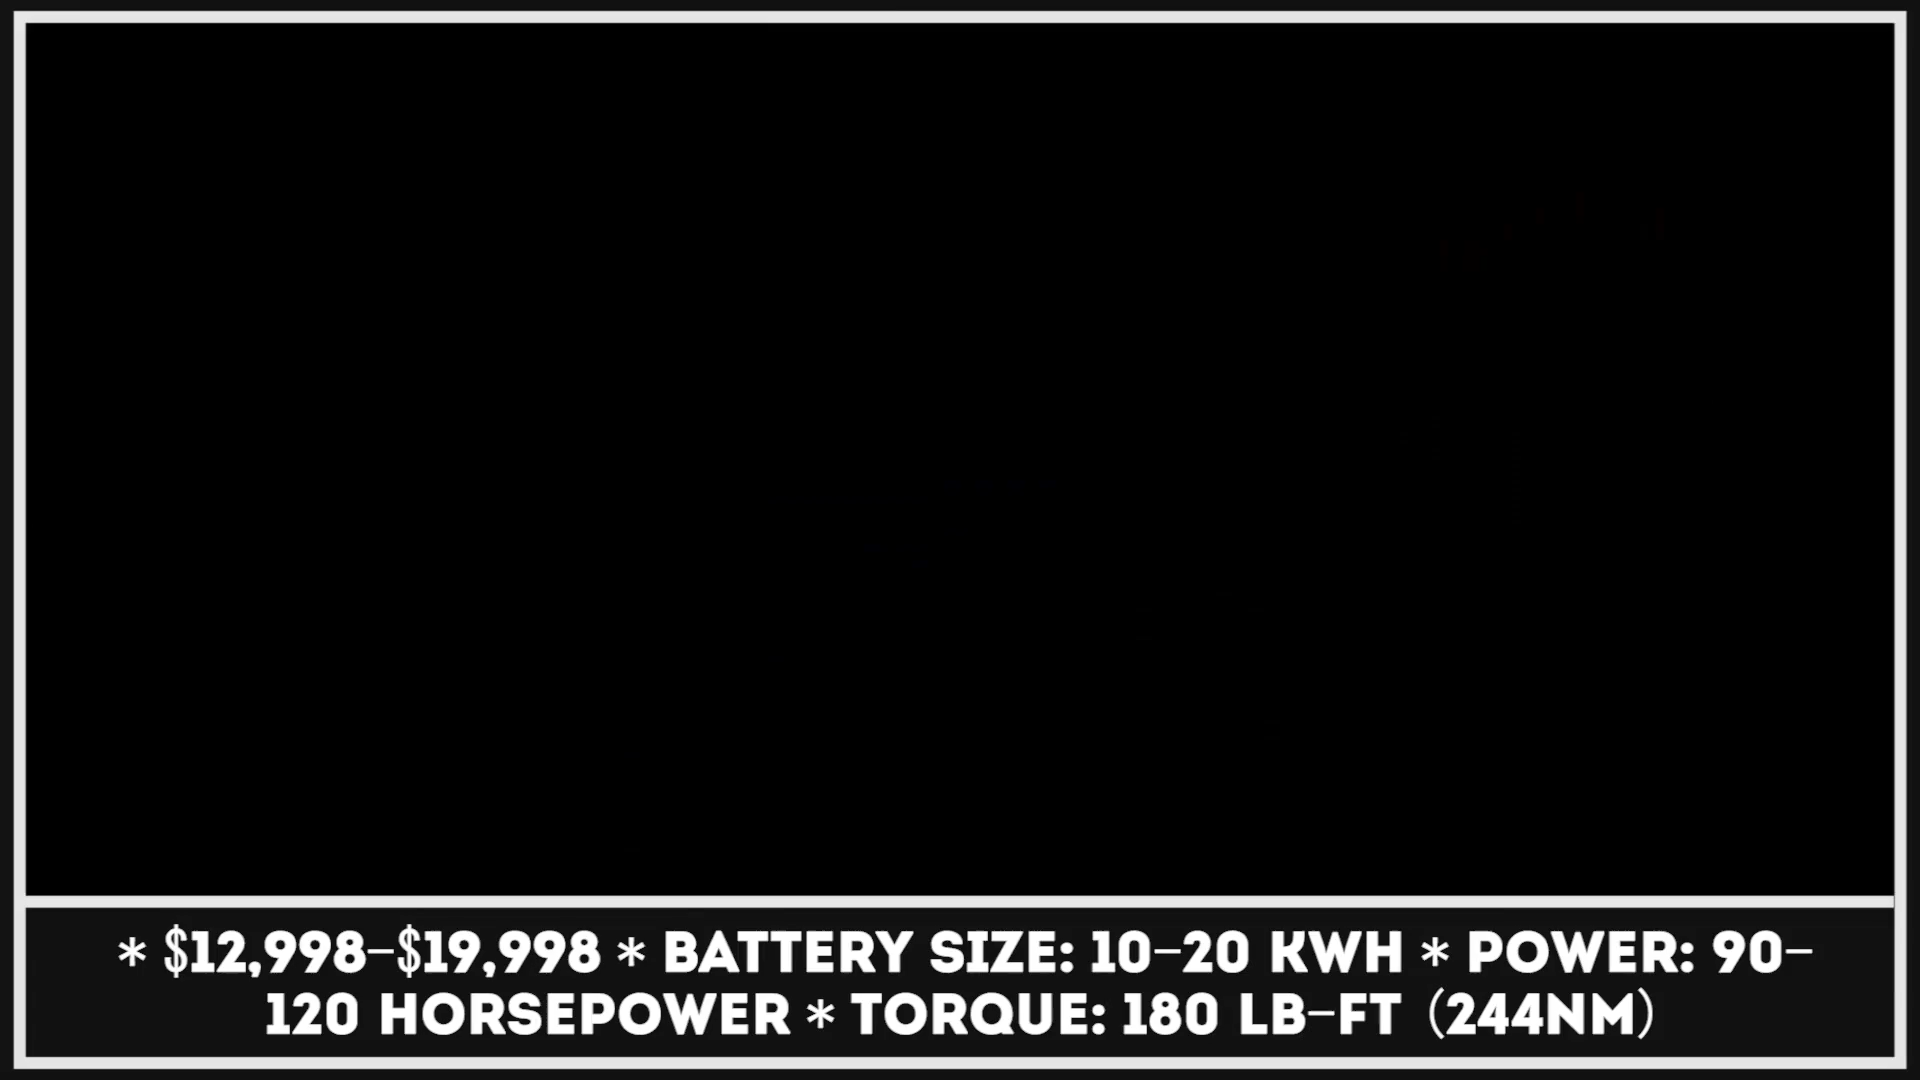 * $12,998–$19,998 * BATTERY SIZE: 10–20 KWH * POWER: 90–
120 HORSEPOWER * TORQUE: 180 LB–FT (244NM)